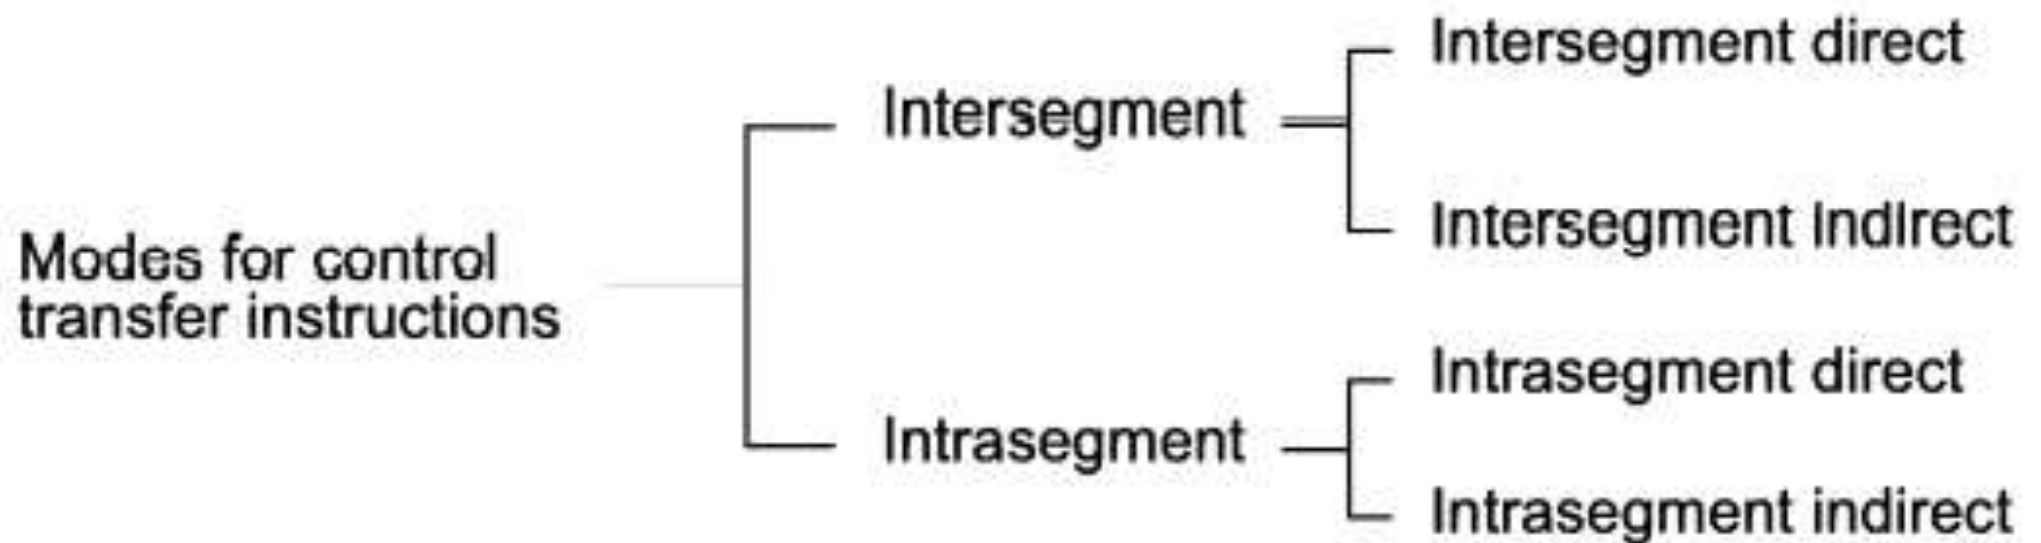 Intersegment direct
Intersegment
Intersegment Indirect
Modes for control
transfer instructions
Intrasegment direct
Intrasegment
Intrasegment indirect